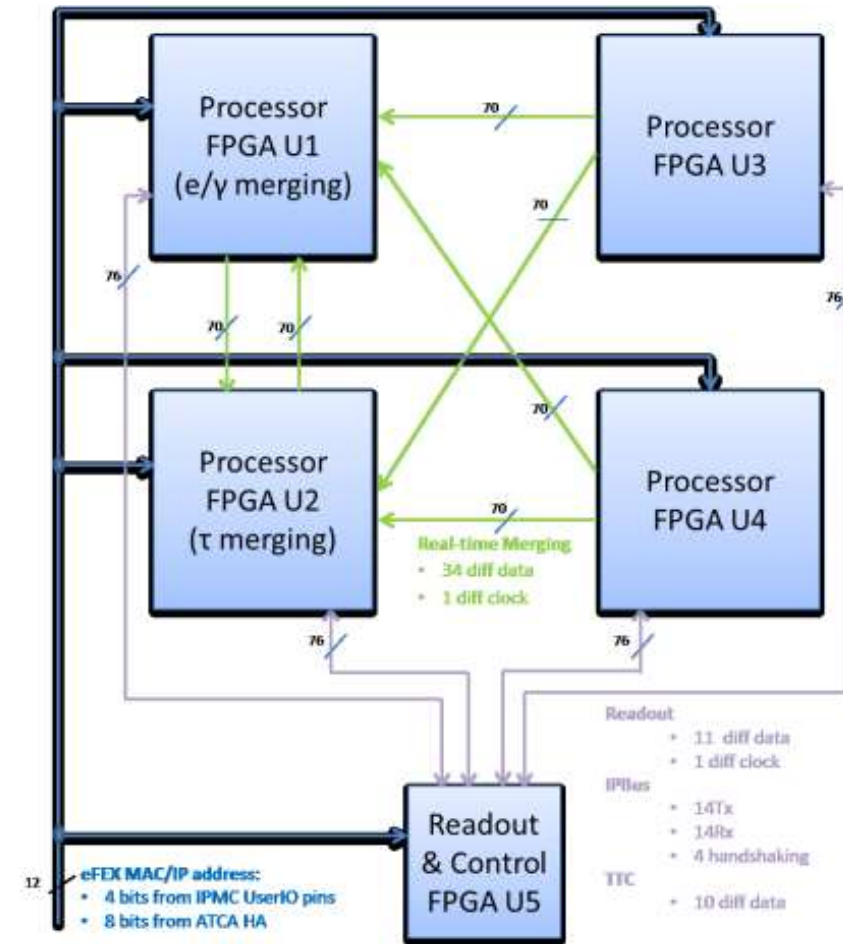 Processor
FPGA U1
(e/γ merging)
70
Processor
FPGA U3
70
76
76
70
70
70
Processor
FPGA U2
(τ merging)
Processor
FPGA U4
70
Real-time Merging
• 34 diff data
• 1 diff clock
76
76
Readout
• 11 diff data
• 1 diff clock
IPBus
• 14Tx
• 14Rx
• 4 handshaking
TTC
• 10 diff data
Readout
& Control
FPGA U5
12
eFEX MAC/IP address:
• 4 bits from IPMC UserIO pins
• 8 bits from ATCA HA